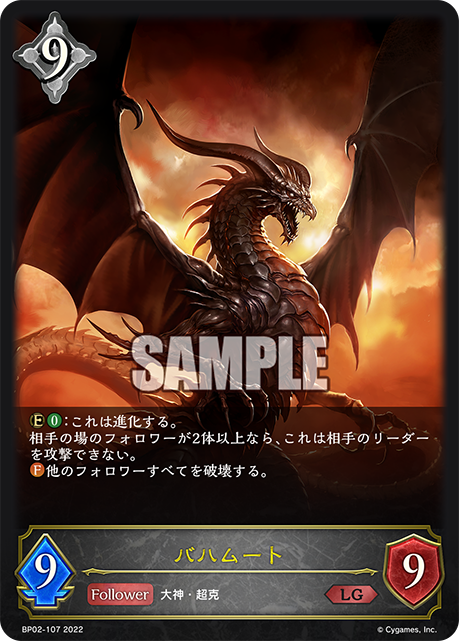 9
SAMPLE
E 0:これは進化する。
相手の場のフォロワーが2体以上なら、これは相手のリーダー
を攻撃できない。
F 他のフォロワーすべてを破壊する。
バハムート
9
Follower 大神・超克
LG
9
BP02-107 2022
© Cygames, Inc.